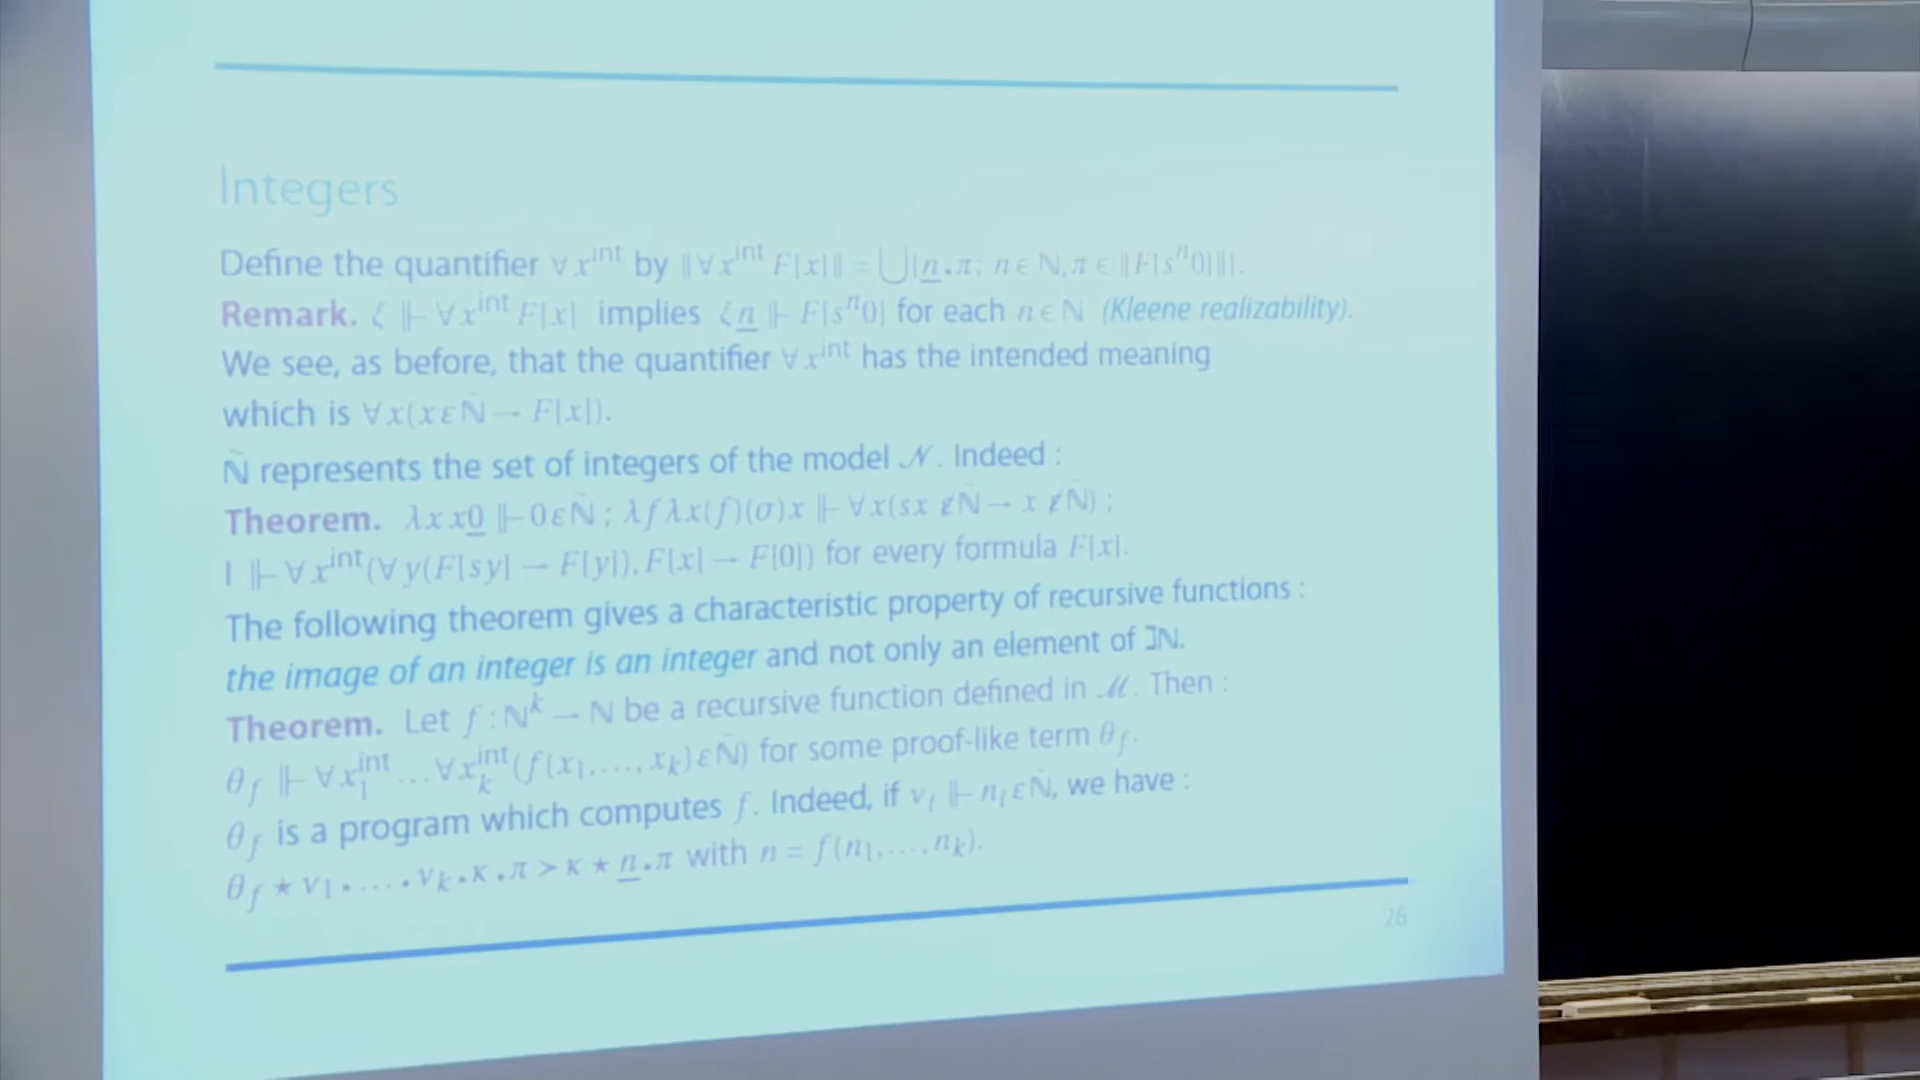 Integers
Define the quantifier ∀x^int by ‖∀x^int F[x]‖ = ⋃{n̲.π; n∈ℕ, π∈‖F[sⁿ0]‖}.
Remark. ξ ⊩ ∀x^int F[x] implies ξn̲ ⊩ F[sⁿ0] for each n∈ℕ (Kleene realizability).
We see, as before, that the quantifier ∀x^int has the intended meaning
which is ∀x(x ε Ñ → F[x]).
Ñ represents the set of integers of the model 𝒩. Indeed :
Theorem. λx x0̲ ⊩ 0 ε Ñ ; λf λx(f)(σ)x ⊩ ∀x(sx ε̸ Ñ → x ε̸ Ñ) ;
I ⊩ ∀x^int(∀y(F[sy] → F[y]), F[x] → F[0]) for every formula F[x].
The following theorem gives a characteristic property of recursive functions :
the image of an integer is an integer and not only an element of ℷℕ.
Theorem. Let f : ℕ^k → ℕ be a recursive function defined in ℳ. Then :
θ_f ⊩ ∀x_1^int … ∀x_k^int (f(x_1,…,x_k) ε Ñ) for some proof-like term θ_f.
θ_f is a program which computes f. Indeed, if ν_i ⊩ n_i ε Ñ, we have :
θ_f ⋆ ν_1 . … . ν_k . κ . π ≻ κ ⋆ n̲ . π with n = f(n_1,…,n_k).
26